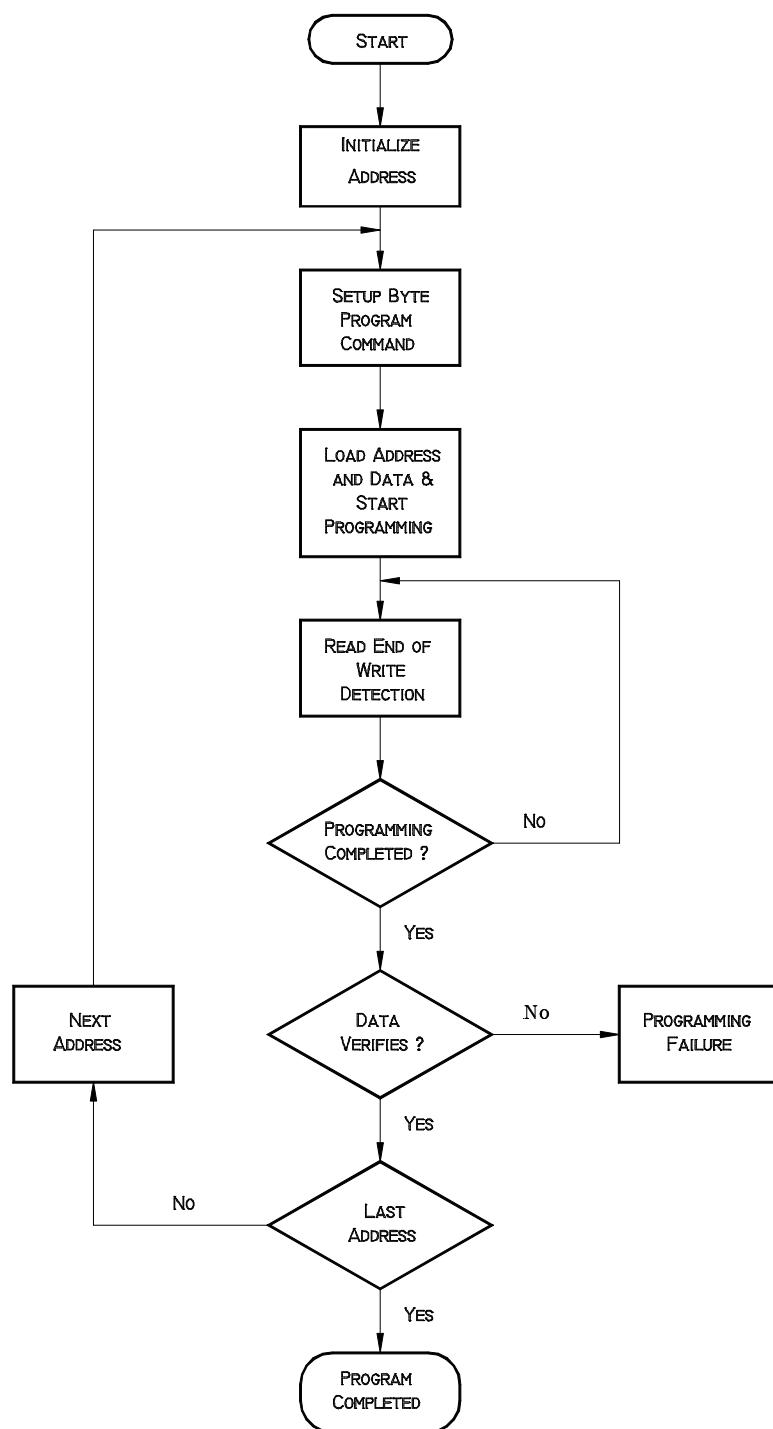 START
INITIALIZE
ADDRESS
SETUP BYTE
PROGRAM
COMMAND
LOAD ADDRESS
AND DATA &
START
PROGRAMMING
READ END OF
WRITE
DETECTION
PROGRAMMING
COMPLETED ?
NO
YES
NEXT
ADDRESS
DATA
VERIFIES ?
No
PROGRAMMING
FAILURE
YES
LAST
ADDRESS
NO
YES
PROGRAM
COMPLETED